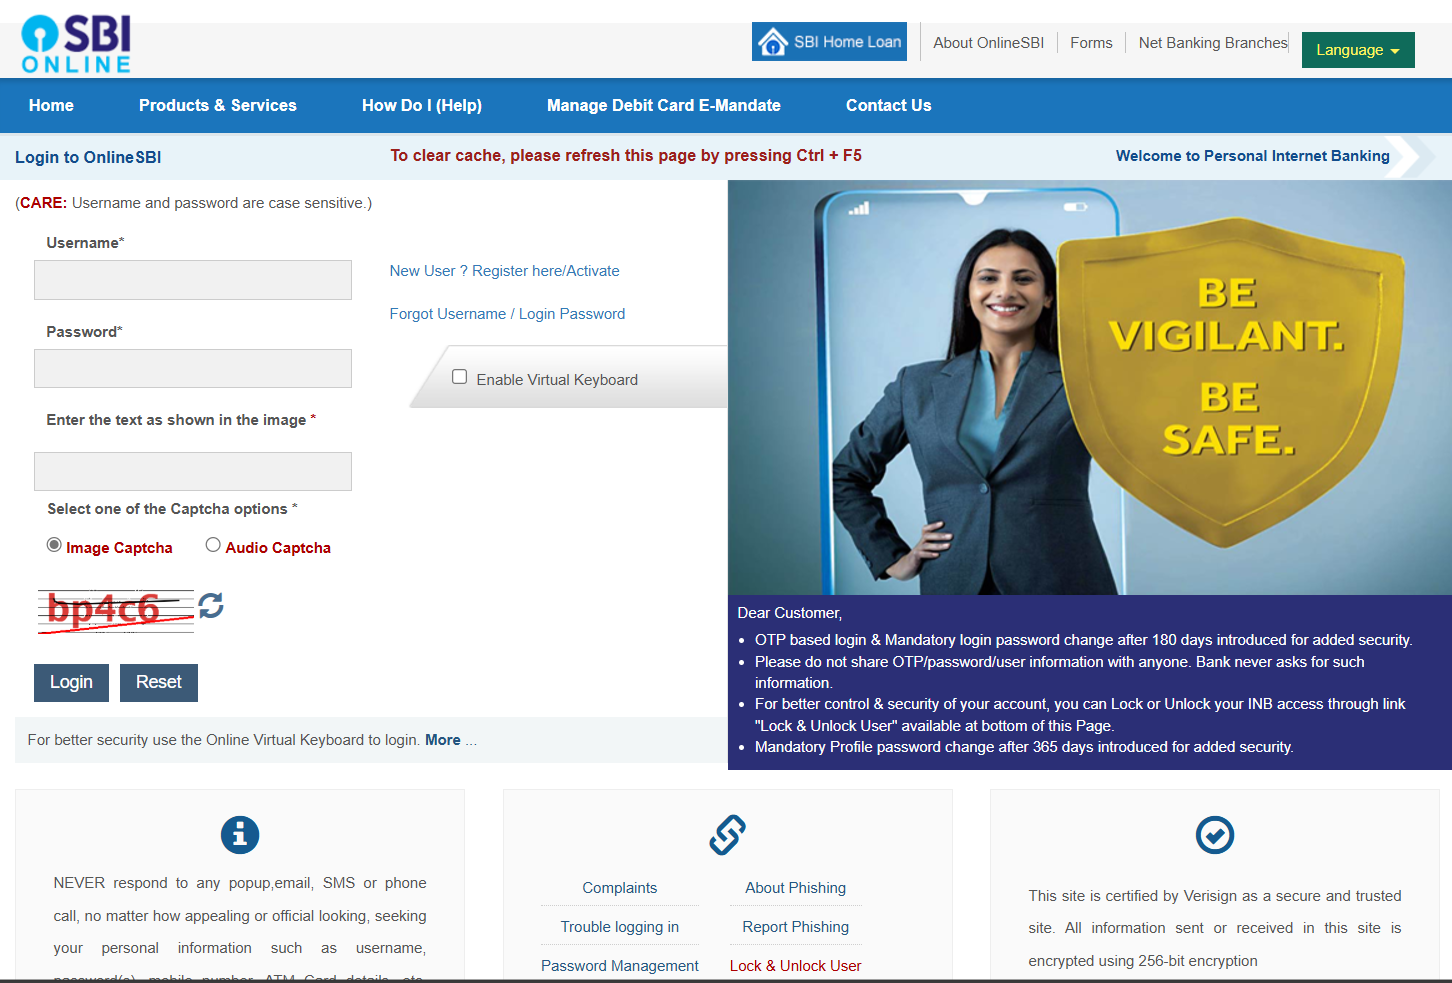 SBI
ONLINE
SBI Home Loan
About OnlineSBI
Forms
Net Banking Branches
Language
Home
Products & Services
How Do I (Help)
Manage Debit Card E-Mandate
Contact Us
Login to OnlineSBI
To clear cache, please refresh this page by pressing Ctrl + F5
Welcome to Personal Internet Banking
(CARE: Username and password are case sensitive.)
Username*
New User ? Register here/Activate
Forgot Username / Login Password
Password*
Enable Virtual Keyboard
Enter the text as shown in the image *
Select one of the Captcha options *
Image Captcha
Audio Captcha
bp4c6
Login
Reset
For better security use the Online Virtual Keyboard to login. More ...
BE
VIGILANT.
BE
SAFE.
Dear Customer,
• OTP based login & Mandatory login password change after 180 days introduced for added security.
• Please do not share OTP/password/user information with anyone. Bank never asks for such
information.
• For better control & security of your account, you can Lock or Unlock your INB access through link
"Lock & Unlock User" available at bottom of this Page.
• Mandatory Profile password change after 365 days introduced for added security.
NEVER respond to any popup,email, SMS or phone
call, no matter how appealing or official looking, seeking
your personal information such as username,
password(s), mobile number, ATM Card details, etc.
Complaints
About Phishing
Trouble logging in
Report Phishing
Password Management
Lock & Unlock User
This site is certified by Verisign as a secure and trusted
site. All information sent or received in this site is
encrypted using 256-bit encryption